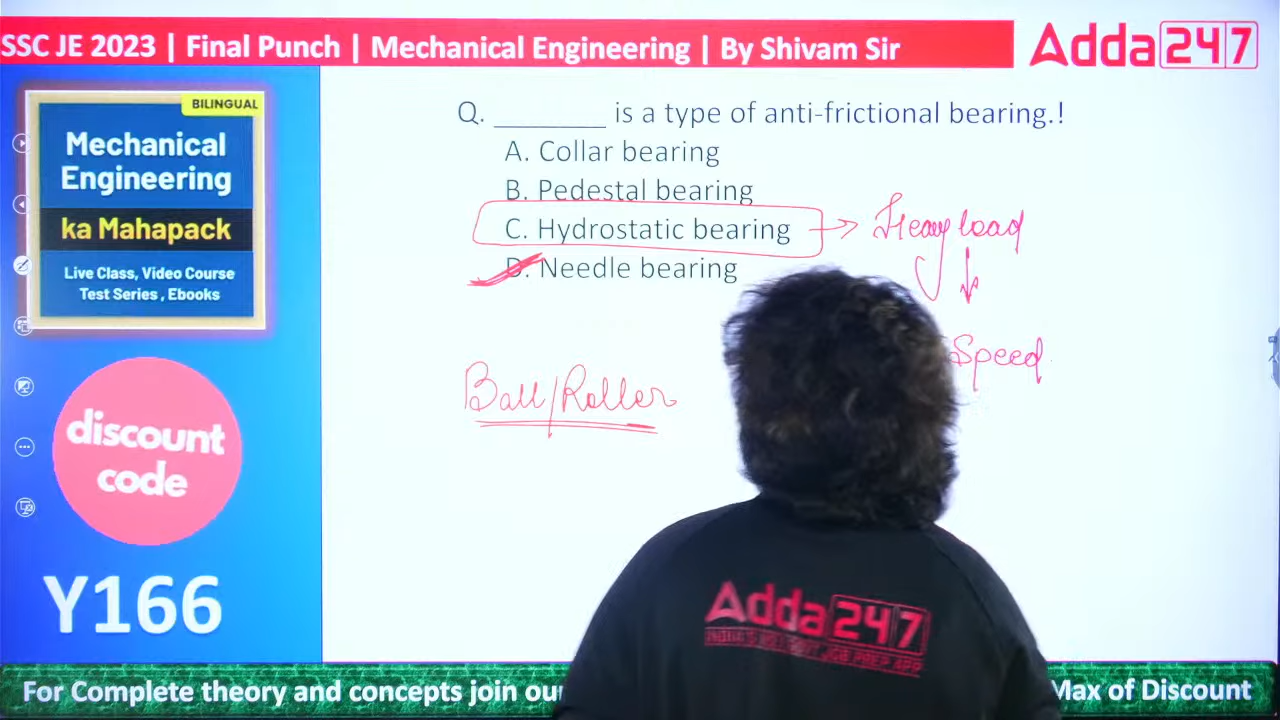 SSC JE 2023 | Final Punch | Mechanical Engineering | By Shivam Sir
Adda247
BILINGUAL
Mechanical
Engineering
ka Mahapack
Live Class, Video Course
Test Series , Ebooks
discount
code
Y166
Q. ________ is a type of anti-frictional bearing.!
A. Collar bearing
B. Pedestal bearing
C. Hydrostatic bearing
Heavy load
D. Needle bearing
Speed
Ball/Roller
Adda247
For Complete theory and concepts join ou
Max of Discount